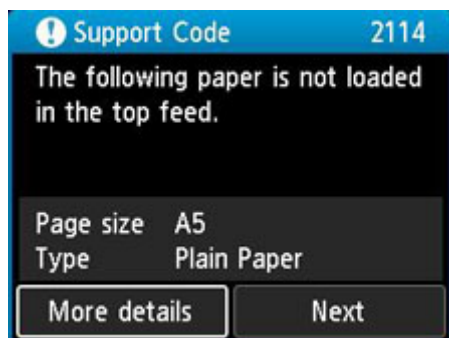 Support Code 2114
The following paper is not loaded
in the top feed.
Page size A5
Type Plain Paper
More details Next